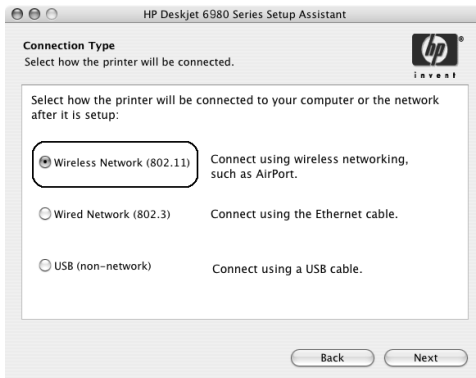 HP Deskjet 6980 Series Setup Assistant
Connection Type
Select how the printer will be connected.
hp
®
invent
Select how the printer will be connected to your computer or the network
after it is setup:
Wireless Network (802.11)
Connect using wireless networking,
such as AirPort.
Wired Network (802.3)
Connect using the Ethernet cable.
USB (non-network)
Connect using a USB cable.
Back
Next